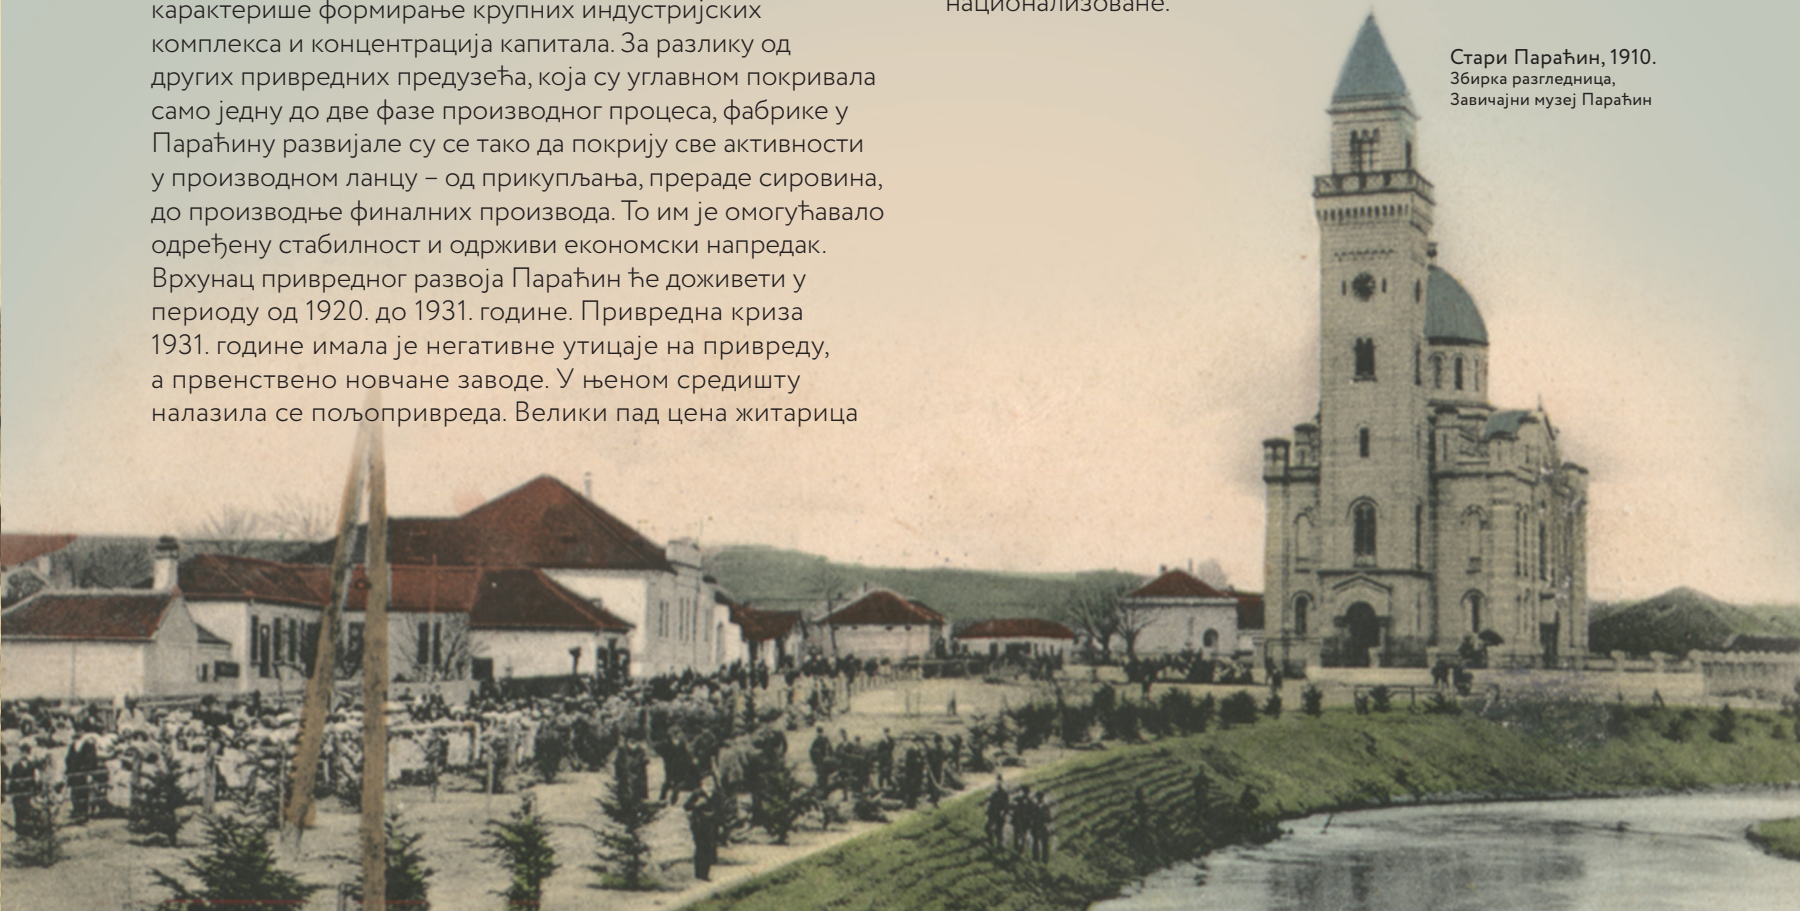 карактерише формирање крупних индустријских
комплекса и концентрација капитала. За разлику од
других привредних предузећа, која су углавном покривала
само једну до две фазе производног процеса, фабрике у
Параћину развијале су се тако да покрију све активности
у производном ланцу – од прикупљања, прераде сировина,
до производње финалних производа. То им је омогућавало
одређену стабилност и одрживи економски напредак.
Врхунац привредног развоја Параћин ће доживети у
периоду од 1920. до 1931. године. Привредна криза
1931. године имала је негативне утицаје на привреду,
а првенствено новчане заводе. У њеном средишту
налазила се пољопривреда. Велики пад цена житарица
национализоване.
Стари Параћин, 1910.
Збирка разгледница,
Завичајни музеј Параћин